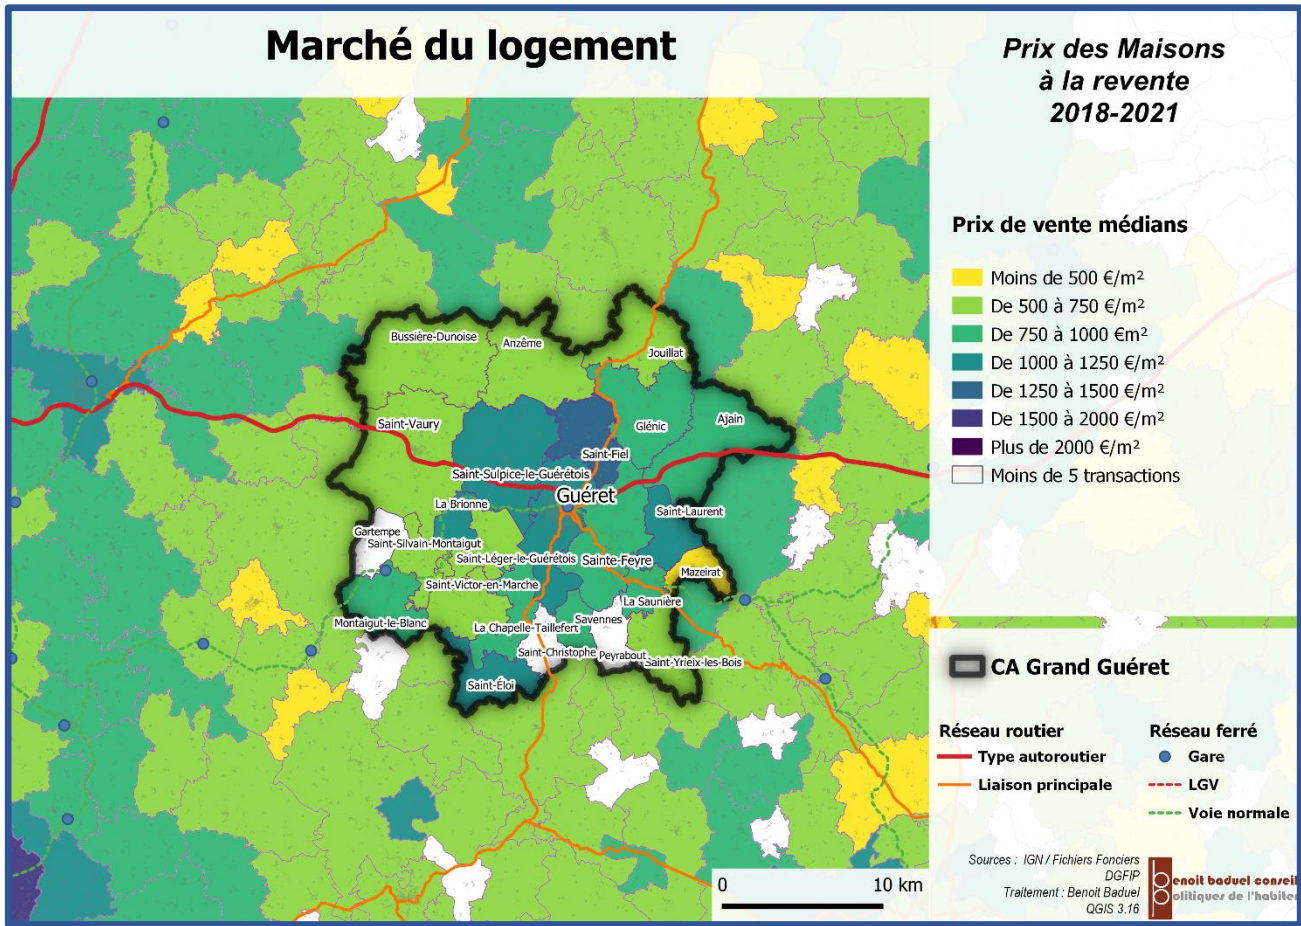 Marché du logement
Prix des Maisons
à la revente
2018-2021
Prix de vente médians
Moins de 500 €/m²
De 500 à 750 €/m²
De 750 à 1000 €m²
De 1000 à 1250 €/m²
De 1250 à 1500 €/m²
De 1500 à 2000 €/m²
Plus de 2000 €/m²
Moins de 5 transactions
Bussière-Dunoise
Anzême
Jouillat
Saint-Vaury
Glénic
Ajain
Saint-Fiel
Saint-Sulpice-le-Guérétois
Guéret
La Brionne
Saint-Laurent
Gartempe
Saint-Silvain-Montaigut
Saint-Léger-le-Guérétois
Sainte-Feyre
Mazeirat
Saint-Victor-en-Marche
La Saunière
Montaigut-le-Blanc
La Chapelle-Taillefert
Savennes
Saint-Christophe
Peyrabout
Saint-Yrieix-les-Bois
Saint-Éloi
CA Grand Guéret
Réseau routier
Type autoroutier
Liaison principale
Réseau ferré
Gare
LGV
Voie normale
0 10 km
Sources : IGN / Fichiers Fonciers
DGFIP
Traitement : Benoit Baduel
QGIS 3.16
benoit baduel conseil
politiques de l'habiter